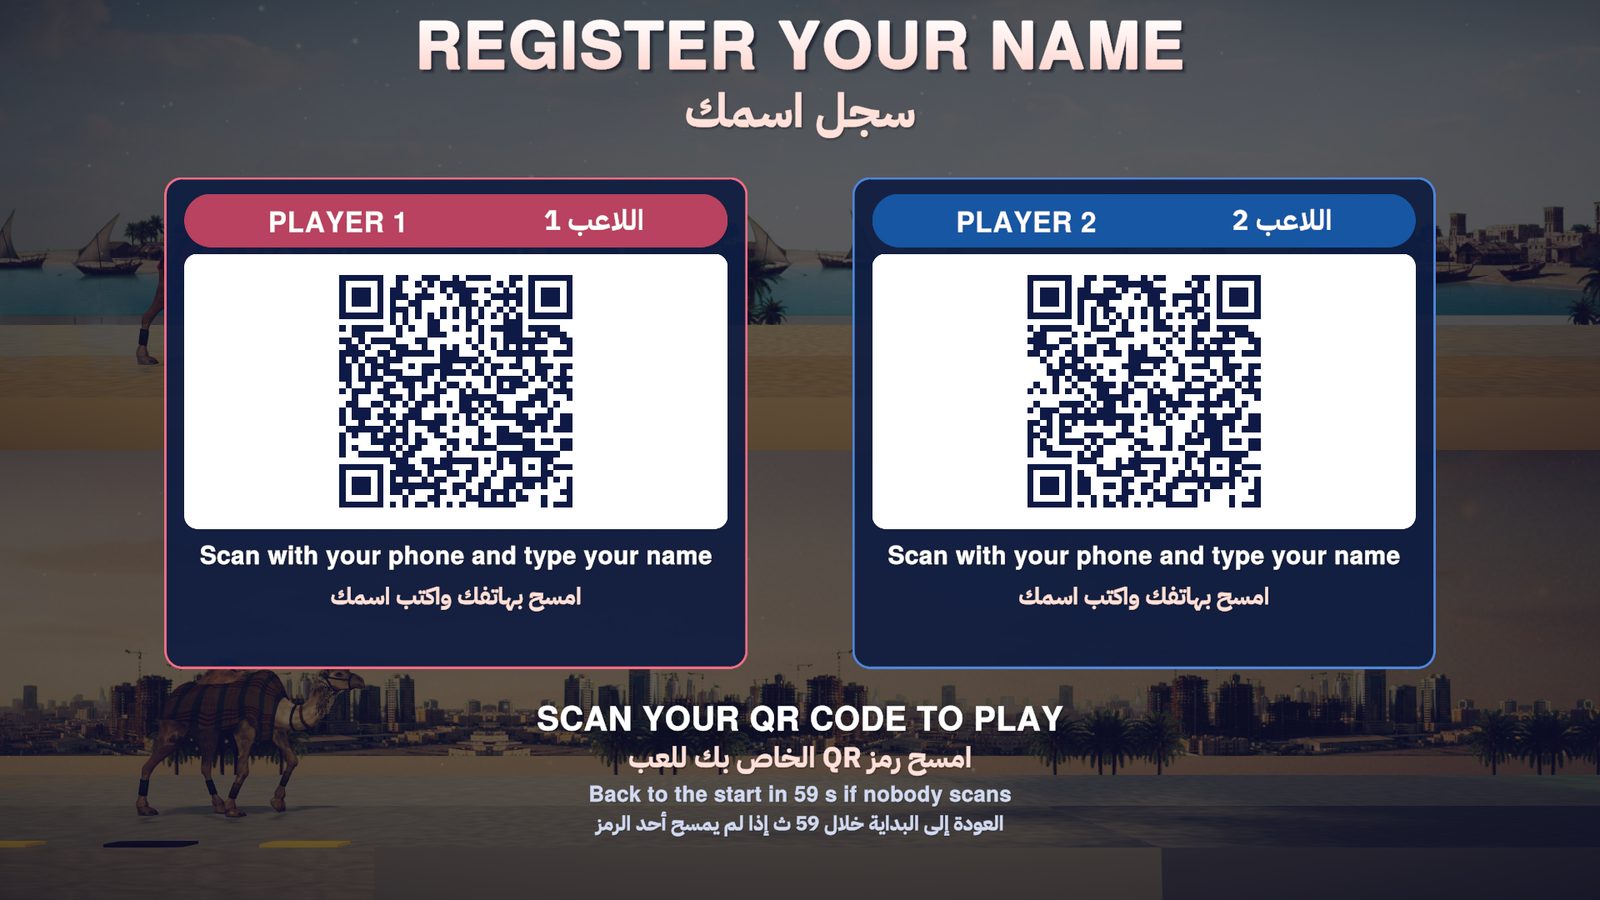 REGISTER YOUR NAME
سجل اسمك
PLAYER 1
اللاعب 1
Scan with your phone and type your name
امسح بهاتفك واكتب اسمك
PLAYER 2
اللاعب 2
Scan with your phone and type your name
امسح بهاتفك واكتب اسمك
SCAN YOUR QR CODE TO PLAY
امسح رمز QR الخاص بك للعب
Back to the start in 59 s if nobody scans
العودة إلى البداية خلال 59 ث إذا لم يمسح أحد الرمز